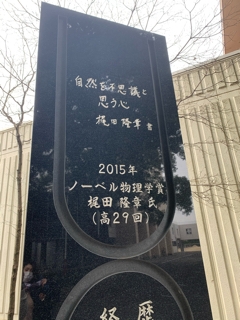 自然を不思議と
思う心
梶田隆章 書
2015年
ノーベル物理学賞
梶田 隆章 氏
(高29回)
経歴